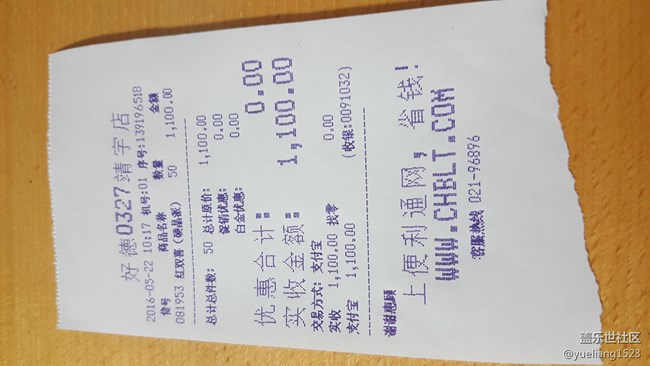 好德0327靖宇店
2016-05-22 10:17 机号:01 序号:13919651B
货号 商品名称 数量 金额
081953 红双喜(硬晶派) 50 1,100.00
总计总件数: 50 总计原价: 1,100.00
促销优惠: 0.00
白金优惠: 0.00
优惠合计: 0.00
实收金额: 1,100.00
交易方式: 支付宝
实收 1,100.00 找零 0.00
支付宝 1,100.00 (收银:0091032)
谢谢惠顾
上便利通网, 省钱!
WWW.CHBLT.COM
客服热线 021-96896
盖乐世社区
@yueliang1523